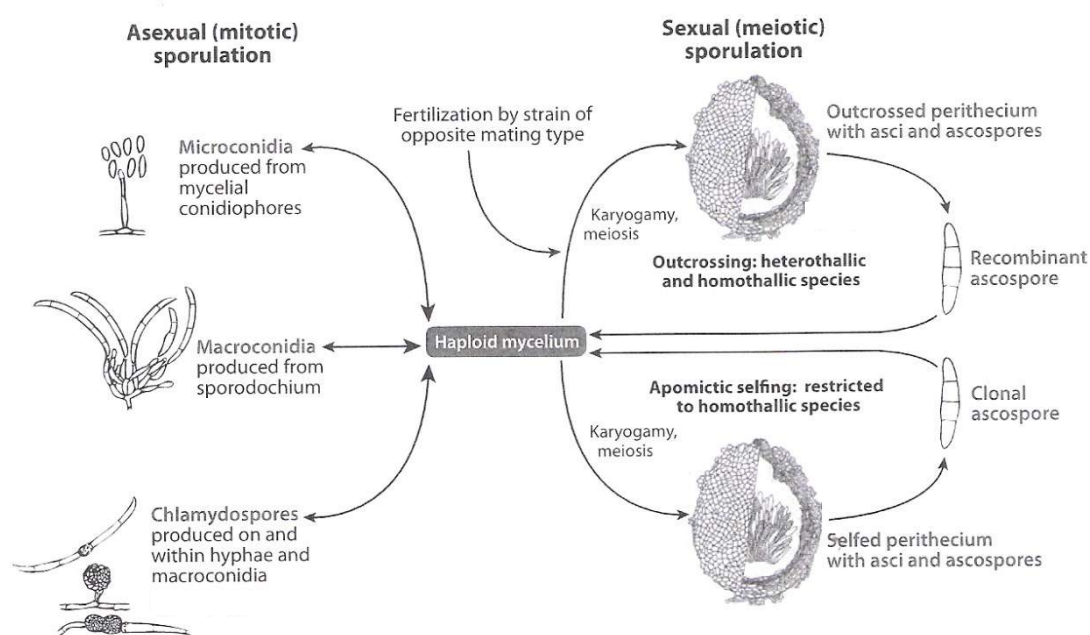 Asexual (mitotic)
sporulation
Sexual (meiotic)
sporulation
Fertilization by strain of
opposite mating type
Microconidia
produced from
mycelial
conidiophores
Outcrossed perithecium
with asci and ascospores
Karyogamy,
meiosis
Outcrossing: heterothallic
and homothallic species
Recombinant
ascospore
Macroconidia
produced from
sporodochium
Haploid mycelium
Apomictic selfing: restricted
to homothallic species
Clonal
ascospore
Karyogamy,
meiosis
Chlamydospores
produced on and
within hyphae and
macroconidia
Selfed perithecium
with asci and ascospores